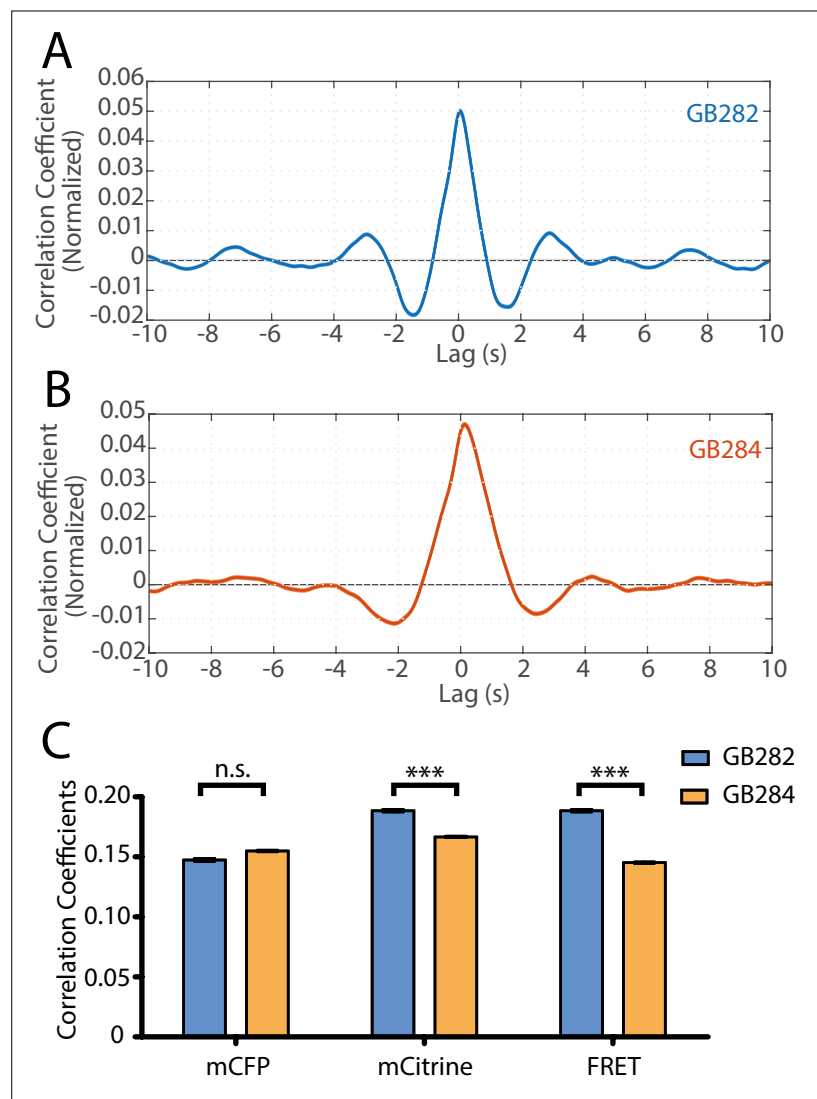 A
Correlation Coefficient
(Normalized)
0.06
0.05
0.04
0.03
0.02
0.01
0
-0.01
-0.02
GB282
-10 -8 -6 -4 -2 0 2 4 6 8 10
Lag (s)
B
Correlation Coefficient
(Normalized)
0.05
0.04
0.03
0.02
0.01
0
-0.01
-0.02
GB284
-10 -8 -6 -4 -2 0 2 4 6 8 10
Lag (s)
C
Correlation Coefficients
0.20
0.15
0.10
0.05
0
n.s.
***
***
GB282
GB284
mCFP mCitrine FRET